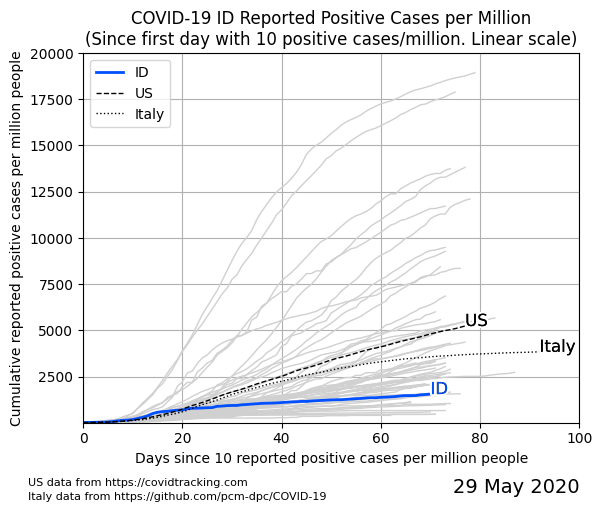 COVID-19 ID Reported Positive Cases per Million
(Since first day with 10 positive cases/million. Linear scale)
Cumulative reported positive cases per million people
20000
17500
15000
12500
10000
7500
5000
2500
ID
US
Italy
US
Italy
ID
0 20 40 60 80 100
Days since 10 reported positive cases per million people
US data from https://covidtracking.com
Italy data from https://github.com/pcm-dpc/COVID-19
29 May 2020